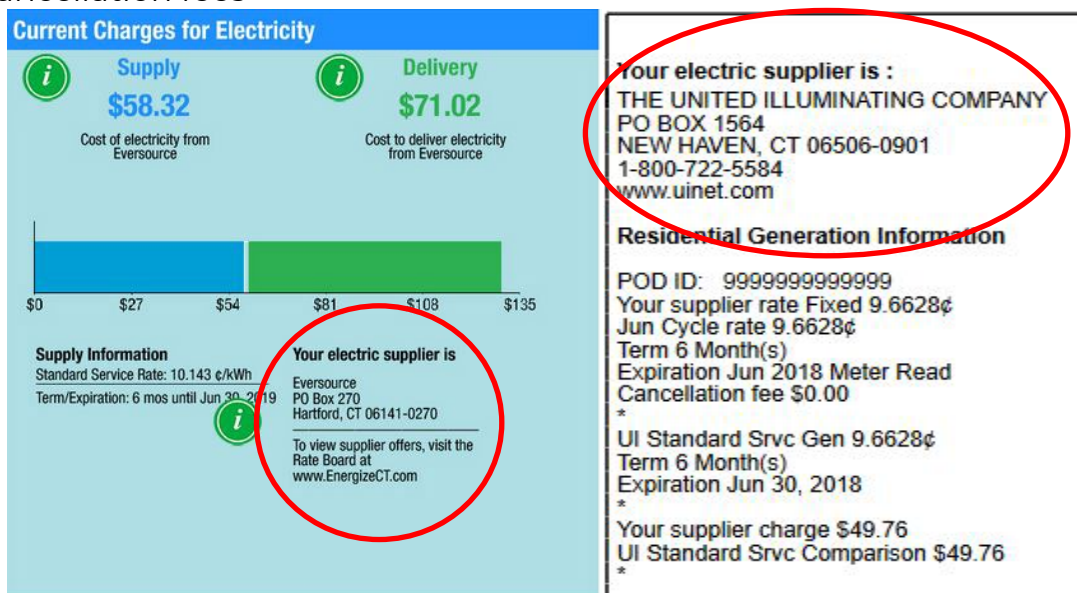 Current Charges for Electricity
i
Supply
$58.32
Cost of electricity from
Eversource
i
Delivery
$71.02
Cost to deliver electricity
from Eversource
$0 $27 $54 $81 $108 $135
Supply Information
Standard Service Rate: 10.143 ¢/kWh
Term/Expiration: 6 mos until Jun 30, 2019
i
Your electric supplier is
Eversource
PO Box 270
Hartford, CT 06141-0270
To view supplier offers, visit the
Rate Board at
www.EnergizeCT.com
Your electric supplier is :
THE UNITED ILLUMINATING COMPANY
PO BOX 1564
NEW HAVEN, CT 06506-0901
1-800-722-5584
www.uinet.com
Residential Generation Information
POD ID: 9999999999999
Your supplier rate Fixed 9.6628¢
Jun Cycle rate 9.6628¢
Term 6 Month(s)
Expiration Jun 2018 Meter Read
Cancellation fee $0.00
*
UI Standard Srvc Gen 9.6628¢
Term 6 Month(s)
Expiration Jun 30, 2018
*
Your supplier charge $49.76
UI Standard Srvc Comparison $49.76
*